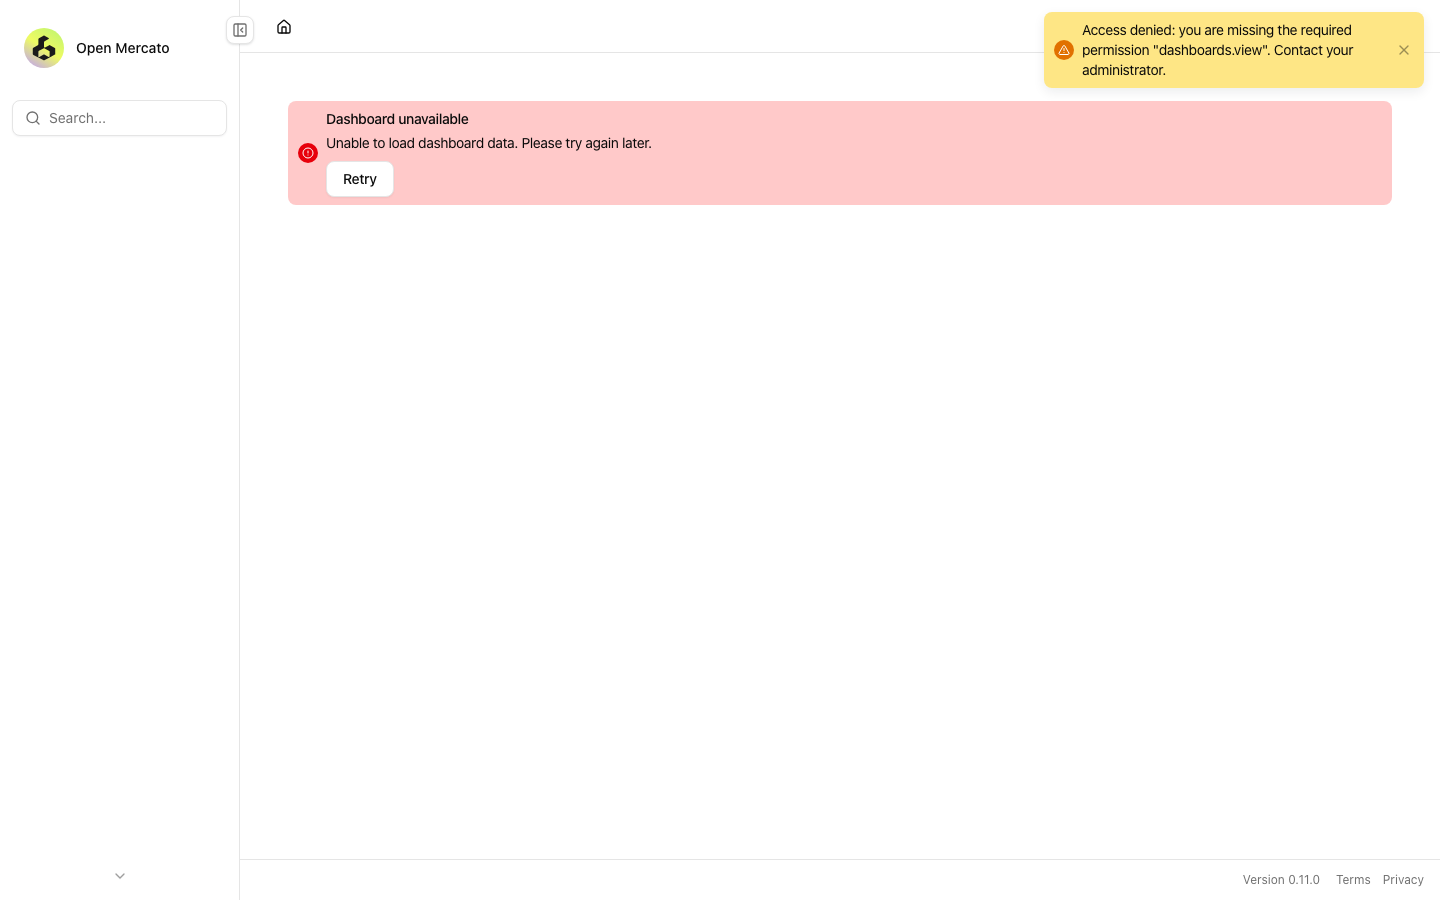 Open Mercato
Search...
Access denied: you are missing the required
permission "dashboards.view". Contact your
administrator.
Dashboard unavailable
Unable to load dashboard data. Please try again later.
Retry
Version 0.11.0 Terms Privacy